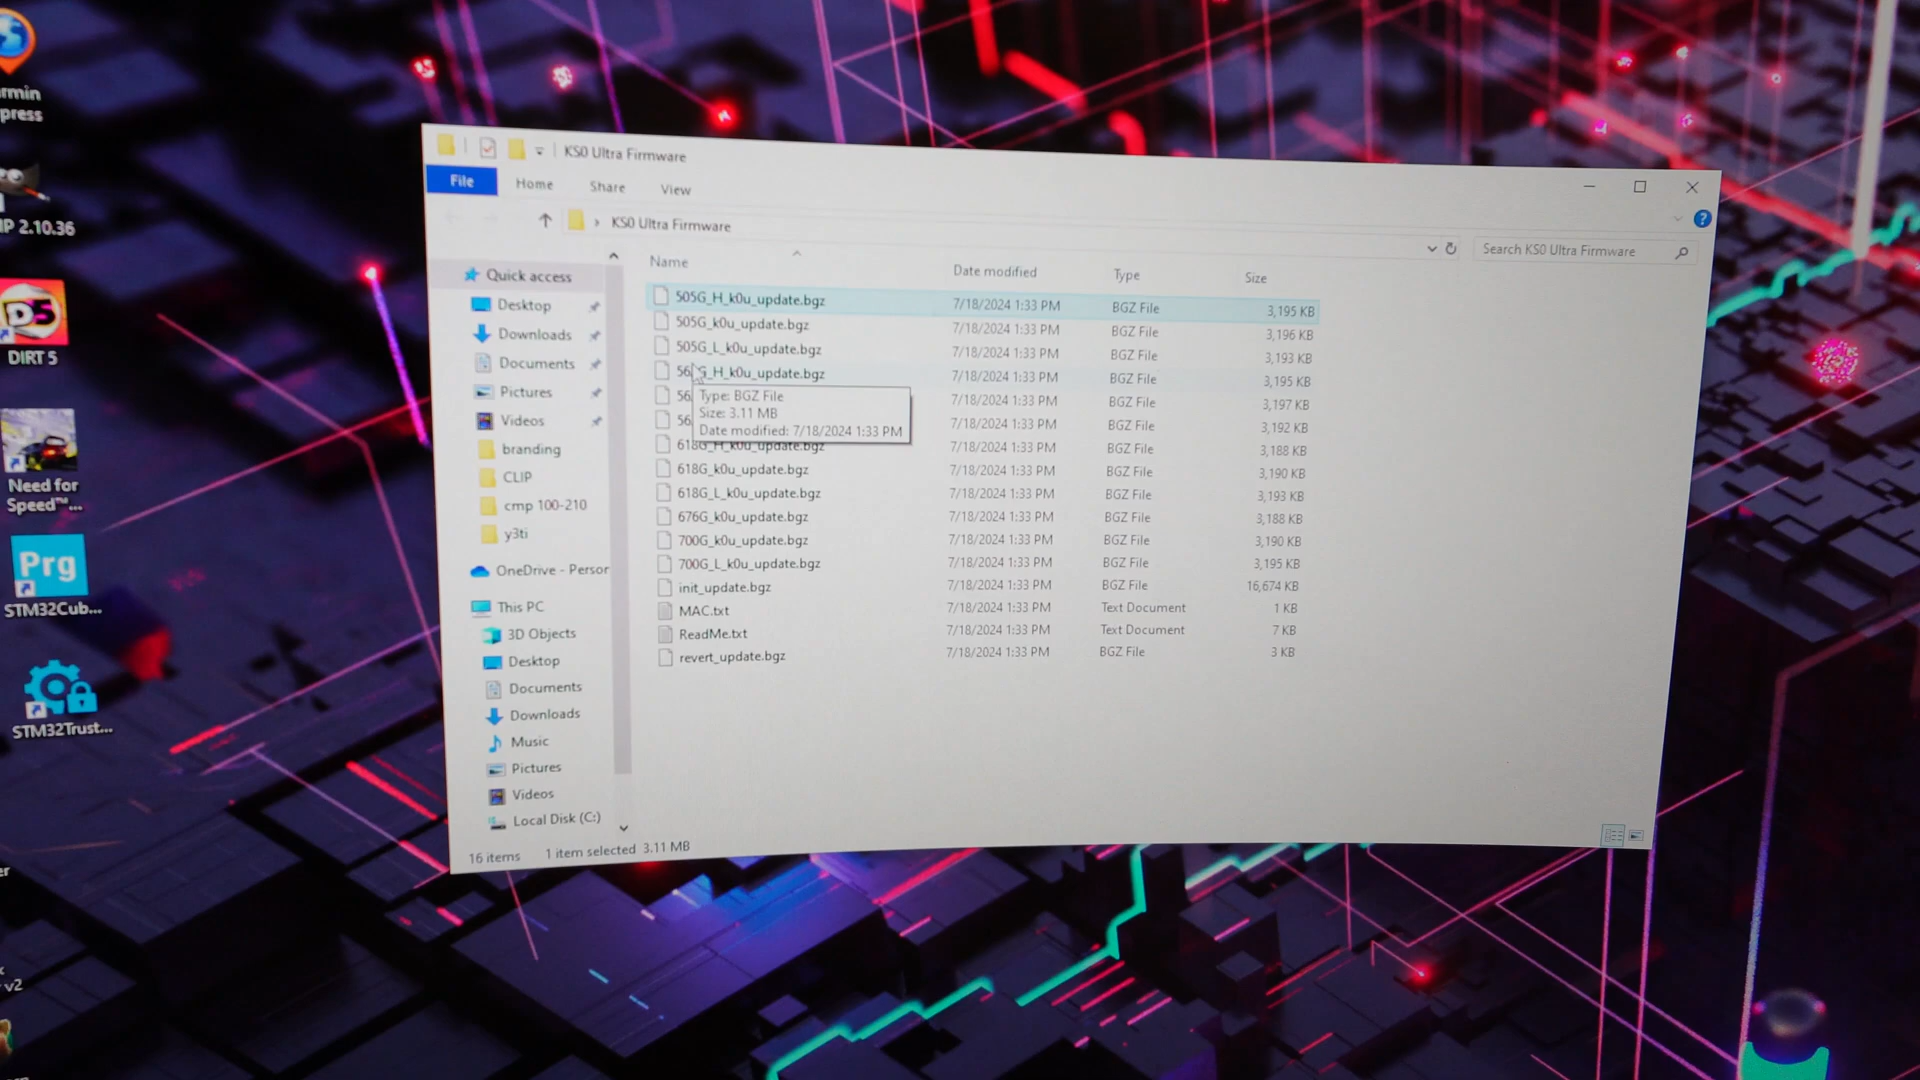 KS0 Ultra Firmware
File Home Share View
KS0 Ultra Firmware
Search KS0 Ultra Firmware
Name Date modified Type Size
505G_H_k0u_update.bgz 7/18/2024 1:33 PM BGZ File 3,195 KB
505G_k0u_update.bgz 7/18/2024 1:33 PM BGZ File 3,196 KB
505G_L_k0u_update.bgz 7/18/2024 1:33 PM BGZ File 3,193 KB
G_H_k0u_update.bgz 7/18/2024 1:33 PM BGZ File 3,195 KB
7/18/2024 1:33 PM BGZ File 3,197 KB
7/18/2024 1:33 PM BGZ File 3,192 KB
Type: BGZ File
Size: 3.11 MB
Date modified: 7/18/2024 1:33 PM
618G_H_k0u_update.bgz 7/18/2024 1:33 PM BGZ File 3,188 KB
618G_k0u_update.bgz 7/18/2024 1:33 PM BGZ File 3,190 KB
618G_L_k0u_update.bgz 7/18/2024 1:33 PM BGZ File 3,193 KB
676G_k0u_update.bgz 7/18/2024 1:33 PM BGZ File 3,188 KB
700G_k0u_update.bgz 7/18/2024 1:33 PM BGZ File 3,190 KB
700G_L_k0u_update.bgz 7/18/2024 1:33 PM BGZ File 3,195 KB
init_update.bgz 7/18/2024 1:33 PM BGZ File 16,674 KB
MAC.txt 7/18/2024 1:33 PM Text Document 1 KB
ReadMe.txt 7/18/2024 1:33 PM Text Document 7 KB
revert_update.bgz 7/18/2024 1:33 PM BGZ File 3 KB
Quick access
Desktop
Downloads
Documents
Pictures
Videos
branding
CLIP
cmp 100-210
y3ti
OneDrive - Person
This PC
3D Objects
Desktop
Documents
Downloads
Music
Pictures
Videos
Local Disk (C:)
16 items 1 item selected 3.11 MB
rmin
press
IP 2.10.36
D5
DIRT 5
Need for
Speed™...
Prg
STM32Cub...
STM32Trust...
er
v2